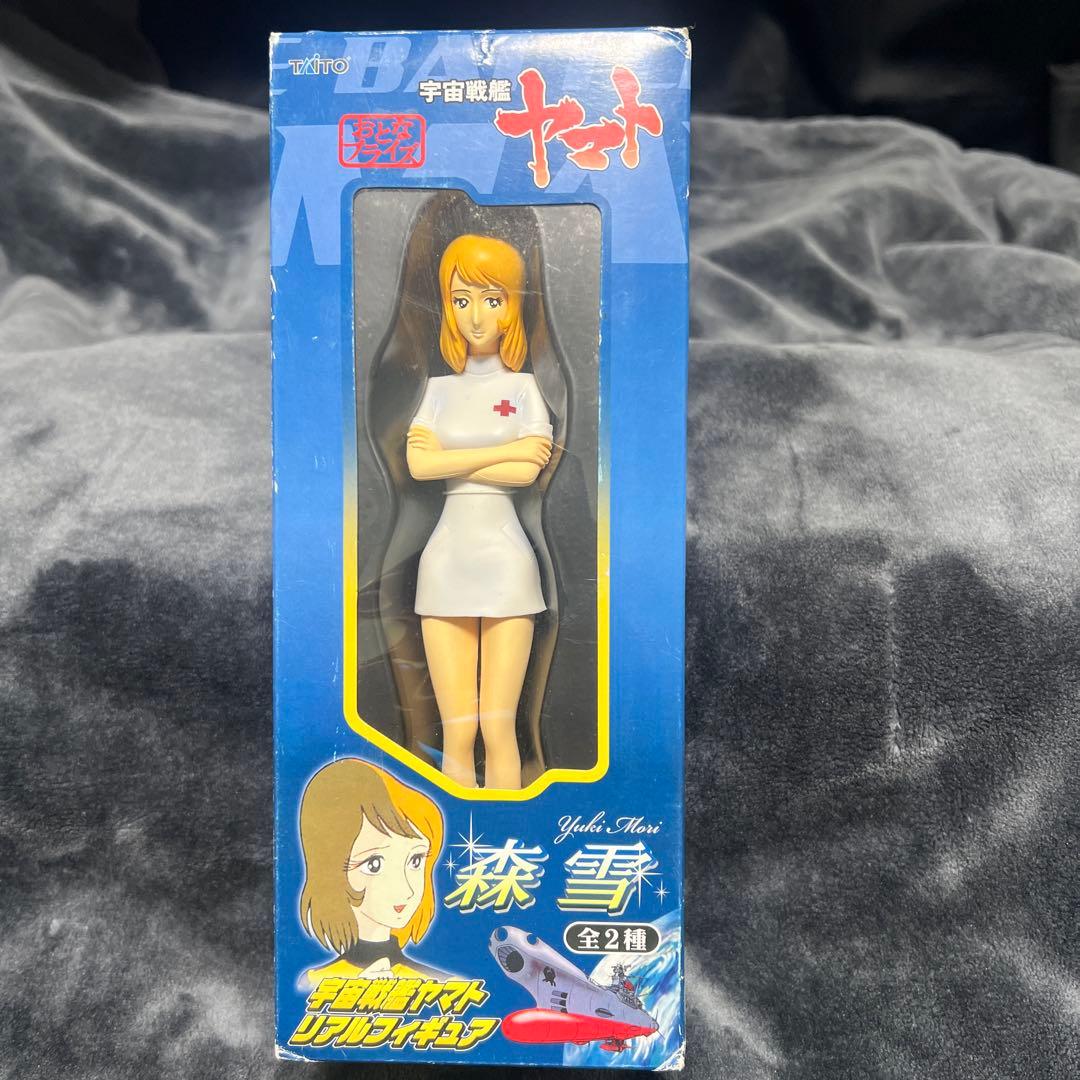 TAITO
宇宙戦艦
ヤマト
おとな
プライズ
Yuki Mori
森雪
全2種
宇宙戦艦ヤマト
リアルフィギュア